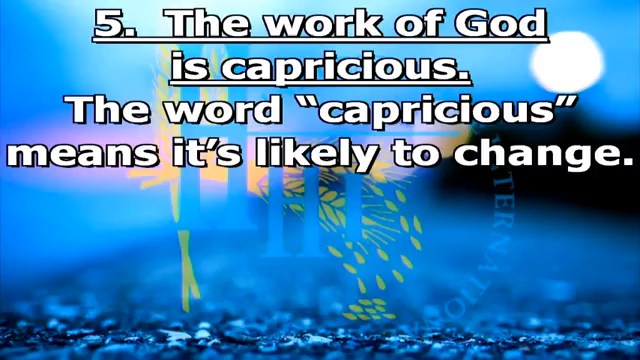 5.  The work of God
is capricious.
The word “capricious”
means it’s likely to change.